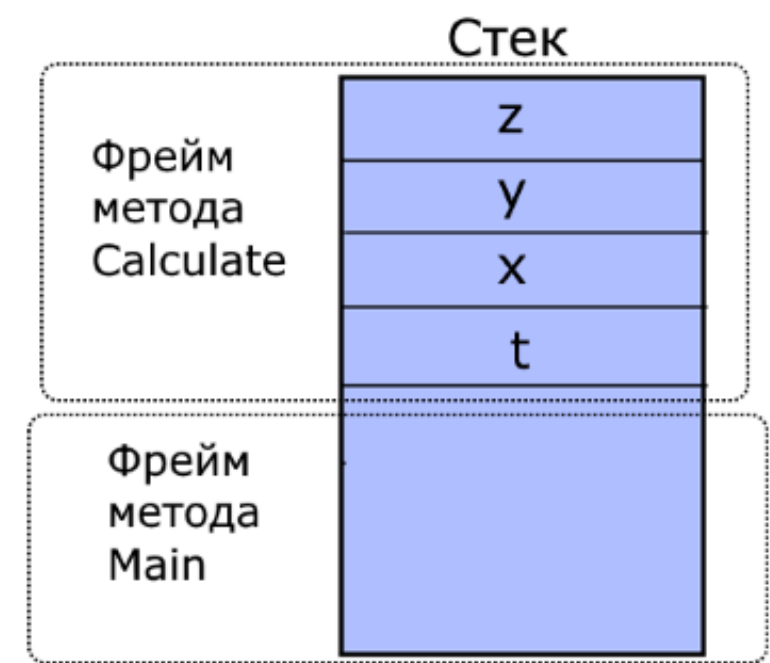 Стек
Фрейм
метода
Calculate
z
y
x
t
Фрейм
метода
Main